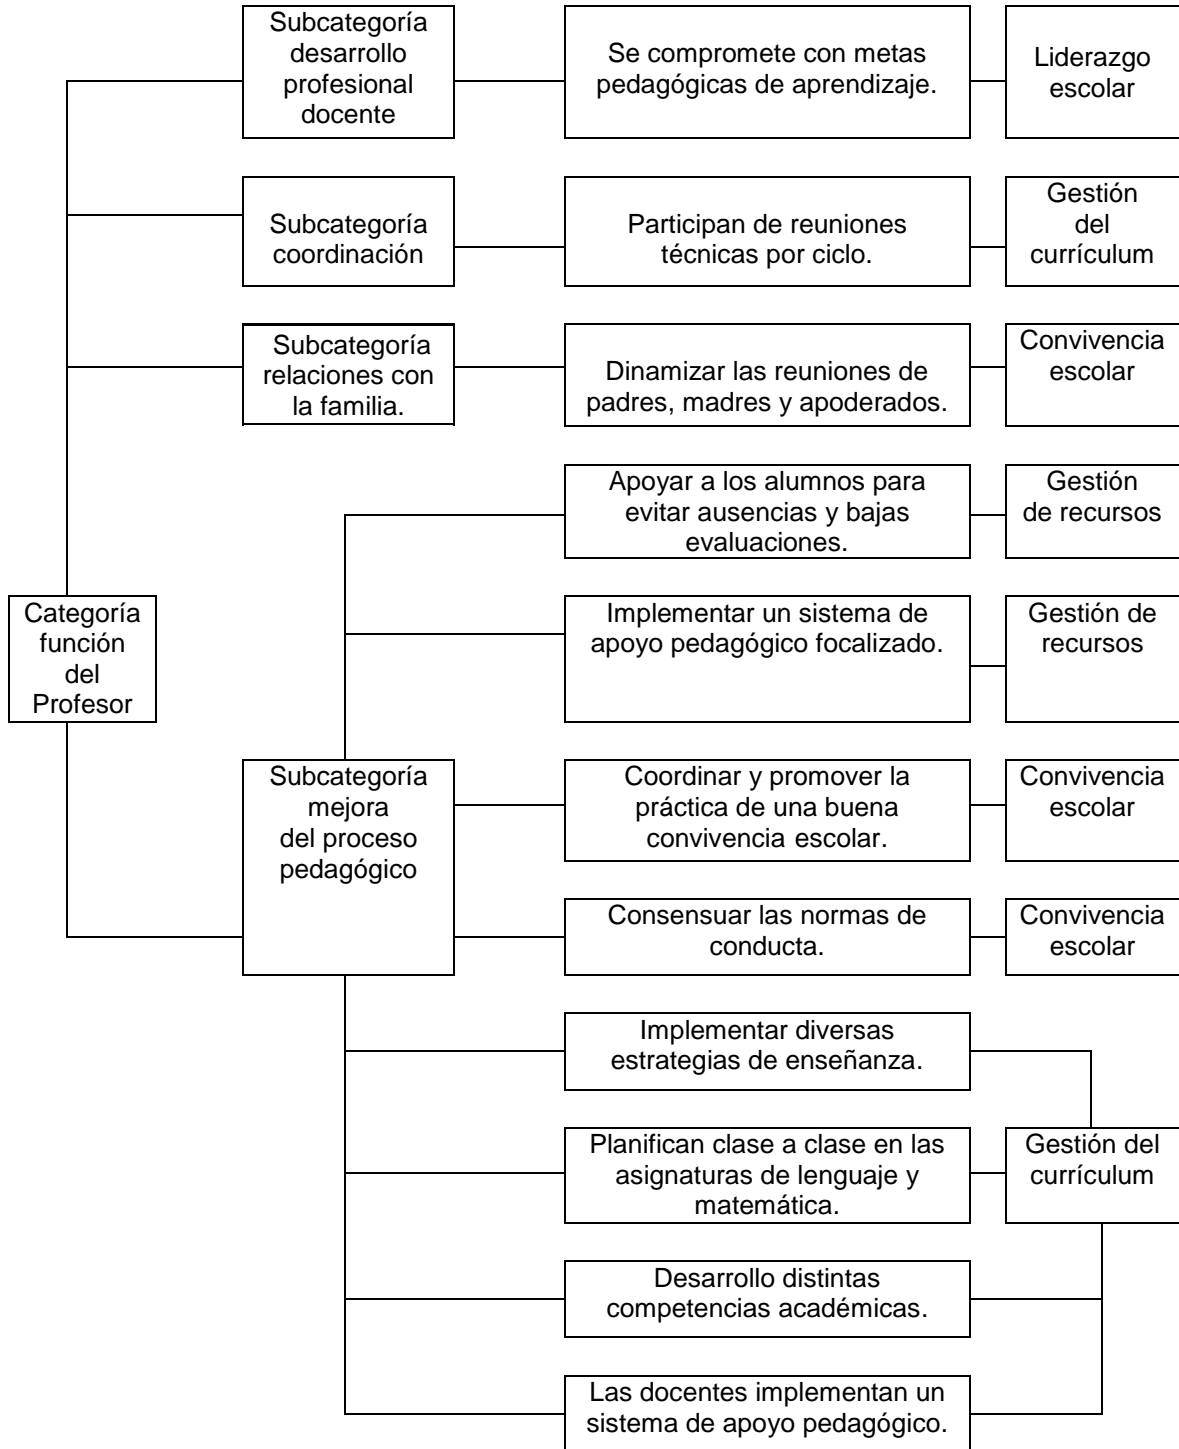 Subcategoría
desarrollo
profesional
docente
Se compromete con metas
pedagógicas de aprendizaje.
Liderazgo
escolar
Subcategoría
coordinación
Participan de reuniones
técnicas por ciclo.
Gestión
del
currículum
Subcategoría
relaciones con
la familia.
Dinamizar las reuniones de
padres, madres y apoderados.
Convivencia
escolar
Apoyar a los alumnos para
evitar ausencias y bajas
evaluaciones.
Gestión
de recursos
Categoría
función
del
Profesor
Implementar un sistema de
apoyo pedagógico focalizado.
Gestión de
recursos
Subcategoría
mejora
del proceso
pedagógico
Coordinar y promover la
práctica de una buena
convivencia escolar.
Convivencia
escolar
Consensuar las normas de
conducta.
Convivencia
escolar
Implementar diversas
estrategias de enseñanza.
Planifican clase a clase en las
asignaturas de lenguaje y
matemática.
Gestión del
currículum
Desarrollo distintas
competencias académicas.
Las docentes implementan un
sistema de apoyo pedagógico.